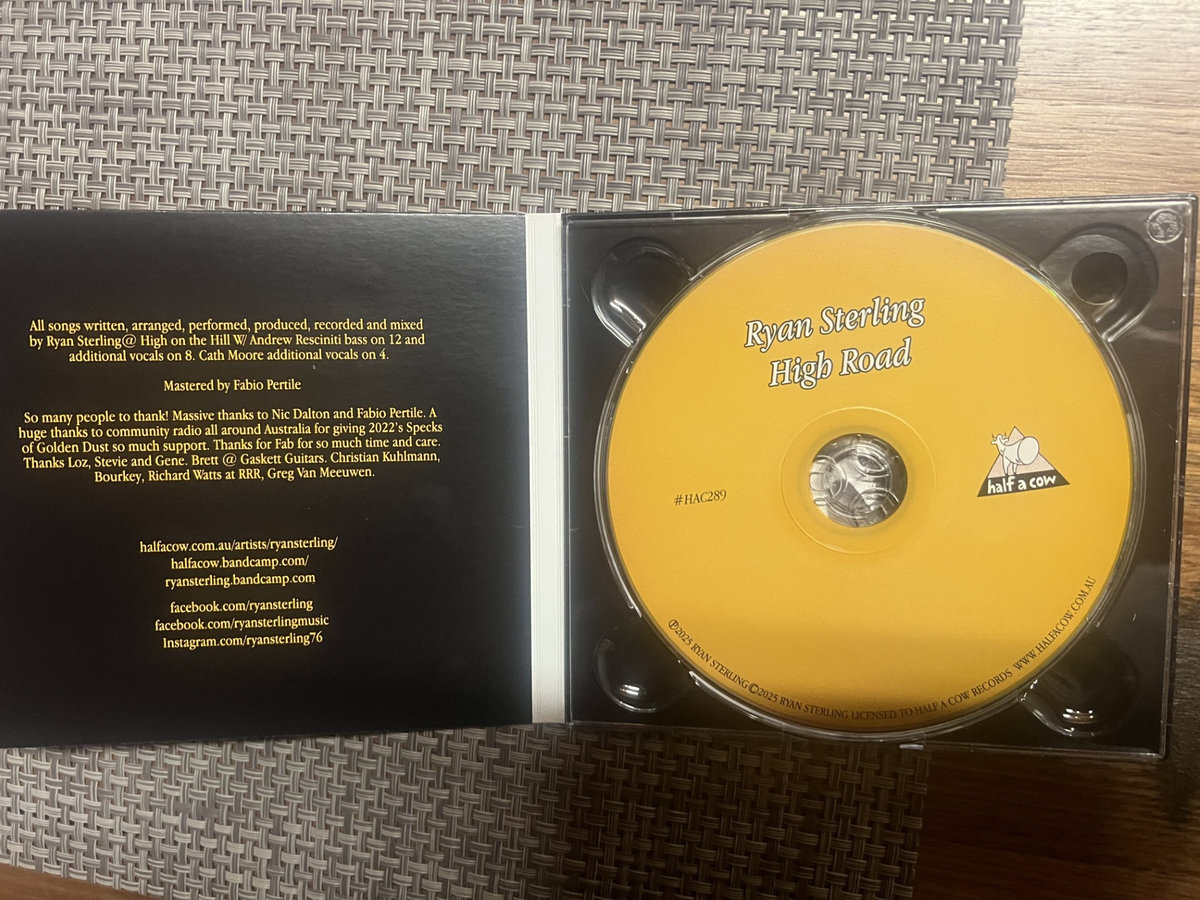 All songs written, arranged, performed, produced, recorded and mixed
by Ryan Sterling@ High on the Hill W/ Andrew Resciniti bass on 12 and
additional vocals on 8. Cath Moore additional vocals on 4.
Mastered by Fabio Pertile
So many people to thank! Massive thanks to Nic Dalton and Fabio Pertile. A
huge thanks to community radio all around Australia for giving 2022's Specks
of Golden Dust so much support. Thanks for Fab for so much time and care.
Thanks Loz, Stevie and Gene. Brett @ Gaskett Guitars. Christian Kuhlmann,
Bourkey, Richard Watts at RRR, Greg Van Meeuwen.
halfacow.com.au/artists/ryansterling/
halfacow.bandcamp.com/
ryansterling.bandcamp.com
facebook.com/ryansterling
facebook.com/ryansterlingmusic
Instagram.com/ryansterling76
Ryan Sterling
High Road
#HAC289
half a cow
℗2025 RYAN STERLING ©2025 RYAN STERLING LICENSED TO HALF A COW RECORDS WWW.HALFACOW.COM.AU